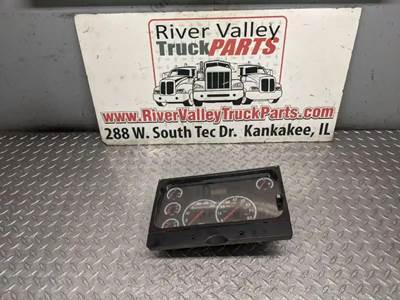 River Valley
TruckPARTS
www.RiverValleyTruckParts.com
288 W. South Tec Dr. Kankakee, IL